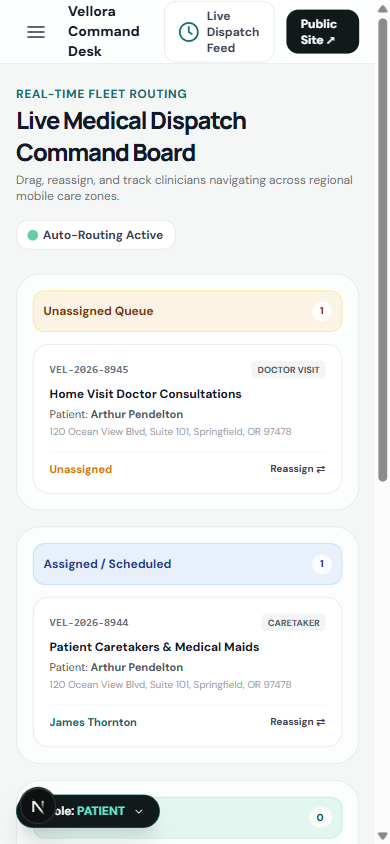 Vellora
Command
Desk
Live
Dispatch
Feed
Public
Site ↗
REAL-TIME FLEET ROUTING
Live Medical Dispatch
Command Board
Drag, reassign, and track clinicians navigating across regional
mobile care zones.
Auto-Routing Active
Unassigned Queue 1
VEL-2026-8945 DOCTOR VISIT
Home Visit Doctor Consultations
Patient: Arthur Pendelton
120 Ocean View Blvd, Suite 101, Springfield, OR 97478
Unassigned Reassign ⇄
Assigned / Scheduled 1
VEL-2026-8944 CARETAKER
Patient Caretakers & Medical Maids
Patient: Arthur Pendelton
120 Ocean View Blvd, Suite 101, Springfield, OR 97478
James Thornton Reassign ⇄
0
N PATIENT